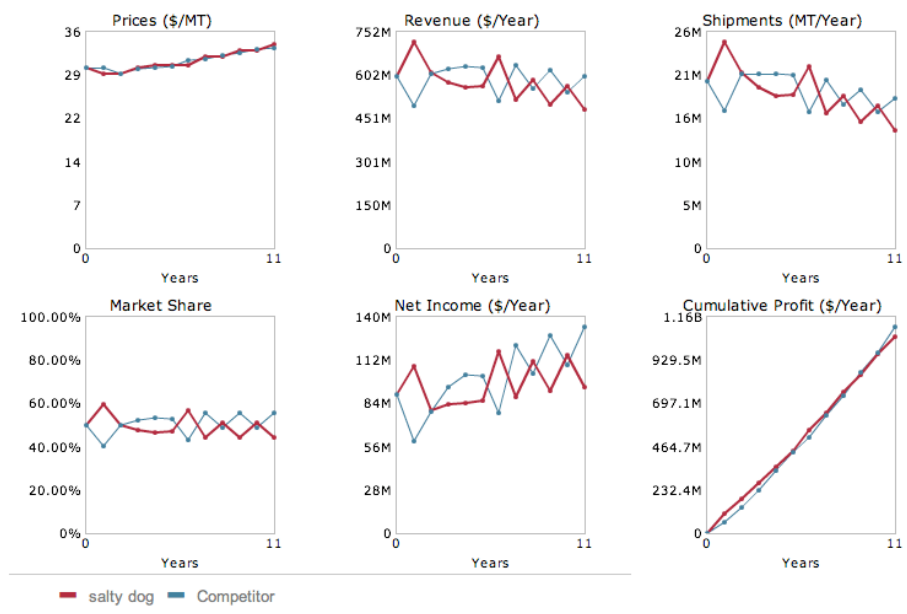 Prices ($/MT)
36
29
22
14
7
0
0 11
Years
Revenue ($/Year)
752M
602M
451M
301M
150M
0
0 11
Years
Shipments (MT/Year)
26M
21M
16M
10M
5M
0
0 11
Years
Market Share
100.00%
80.00%
60.00%
40.00%
20.00%
0%
0 11
Years
Net Income ($/Year)
140M
112M
84M
56M
28M
0
0 11
Years
Cumulative Profit ($/Year)
1.16B
929.5M
697.1M
464.7M
232.4M
0
0 11
Years
salty dog Competitor